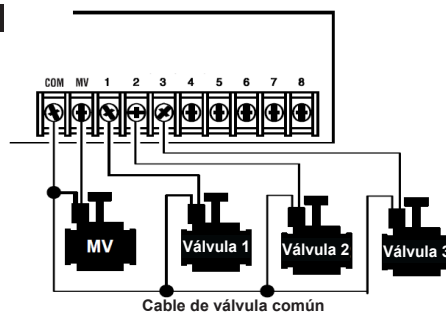 COM MV 1 2 3 4 5 6 7 8
MV
Válvula 1
Válvula 2
Válvula 3
Cable de válvula común